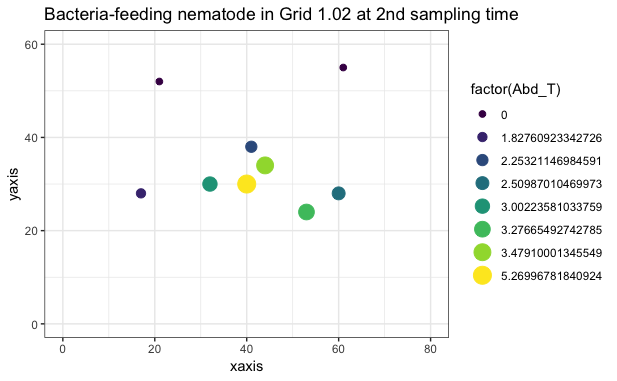 Bacteria-feeding nematode in Grid 1.02 at 2nd sampling time
60
40
20
0
yaxis
0 20 40 60 80
xaxis
factor(Abd_T)
0
1.82760923342726
2.25321146984591
2.50987010469973
3.00223581033759
3.27665492742785
3.47910001345549
5.26996781840924